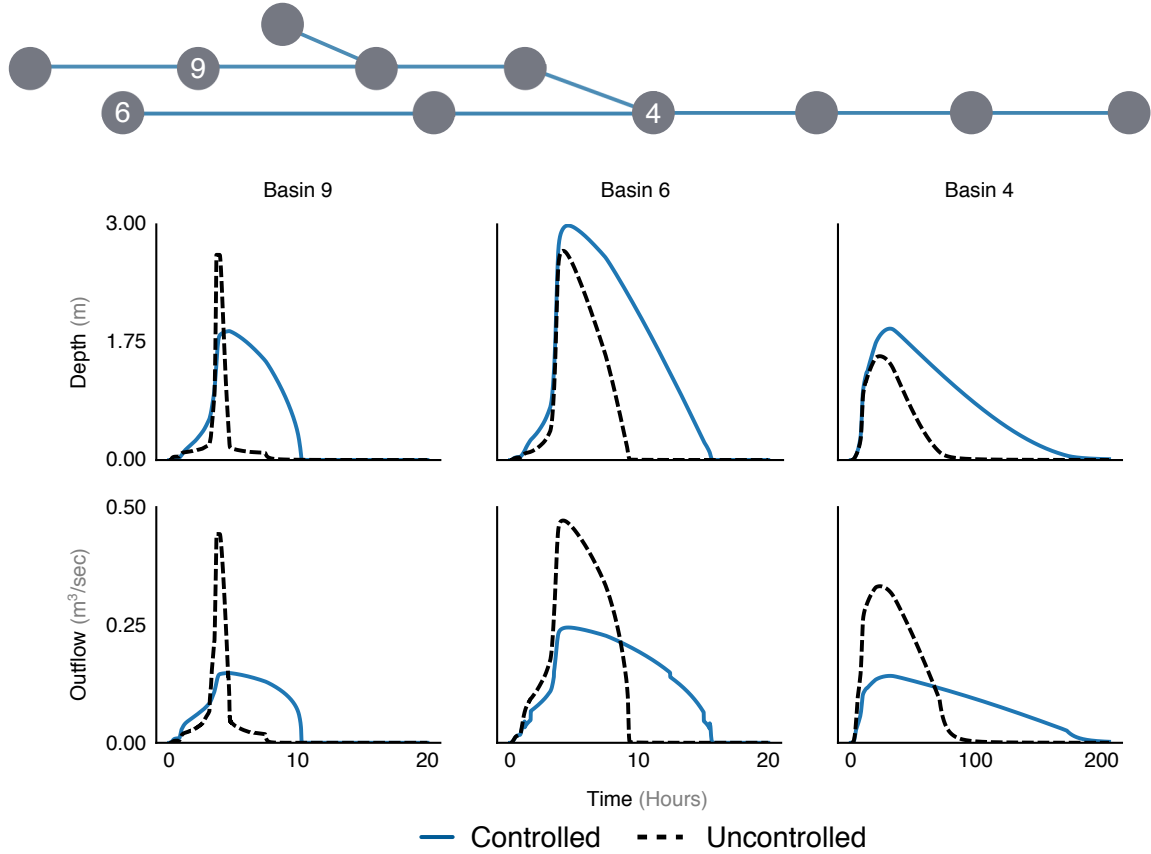 9
6
4
Basin 9
Basin 6
Basin 4
3.00
1.75
0.00
Depth (m)
0.50
0.25
0.00
Outflow (m³/sec)
0
10
20
0
10
20
0
100
200
Time (Hours)
Controlled
Uncontrolled